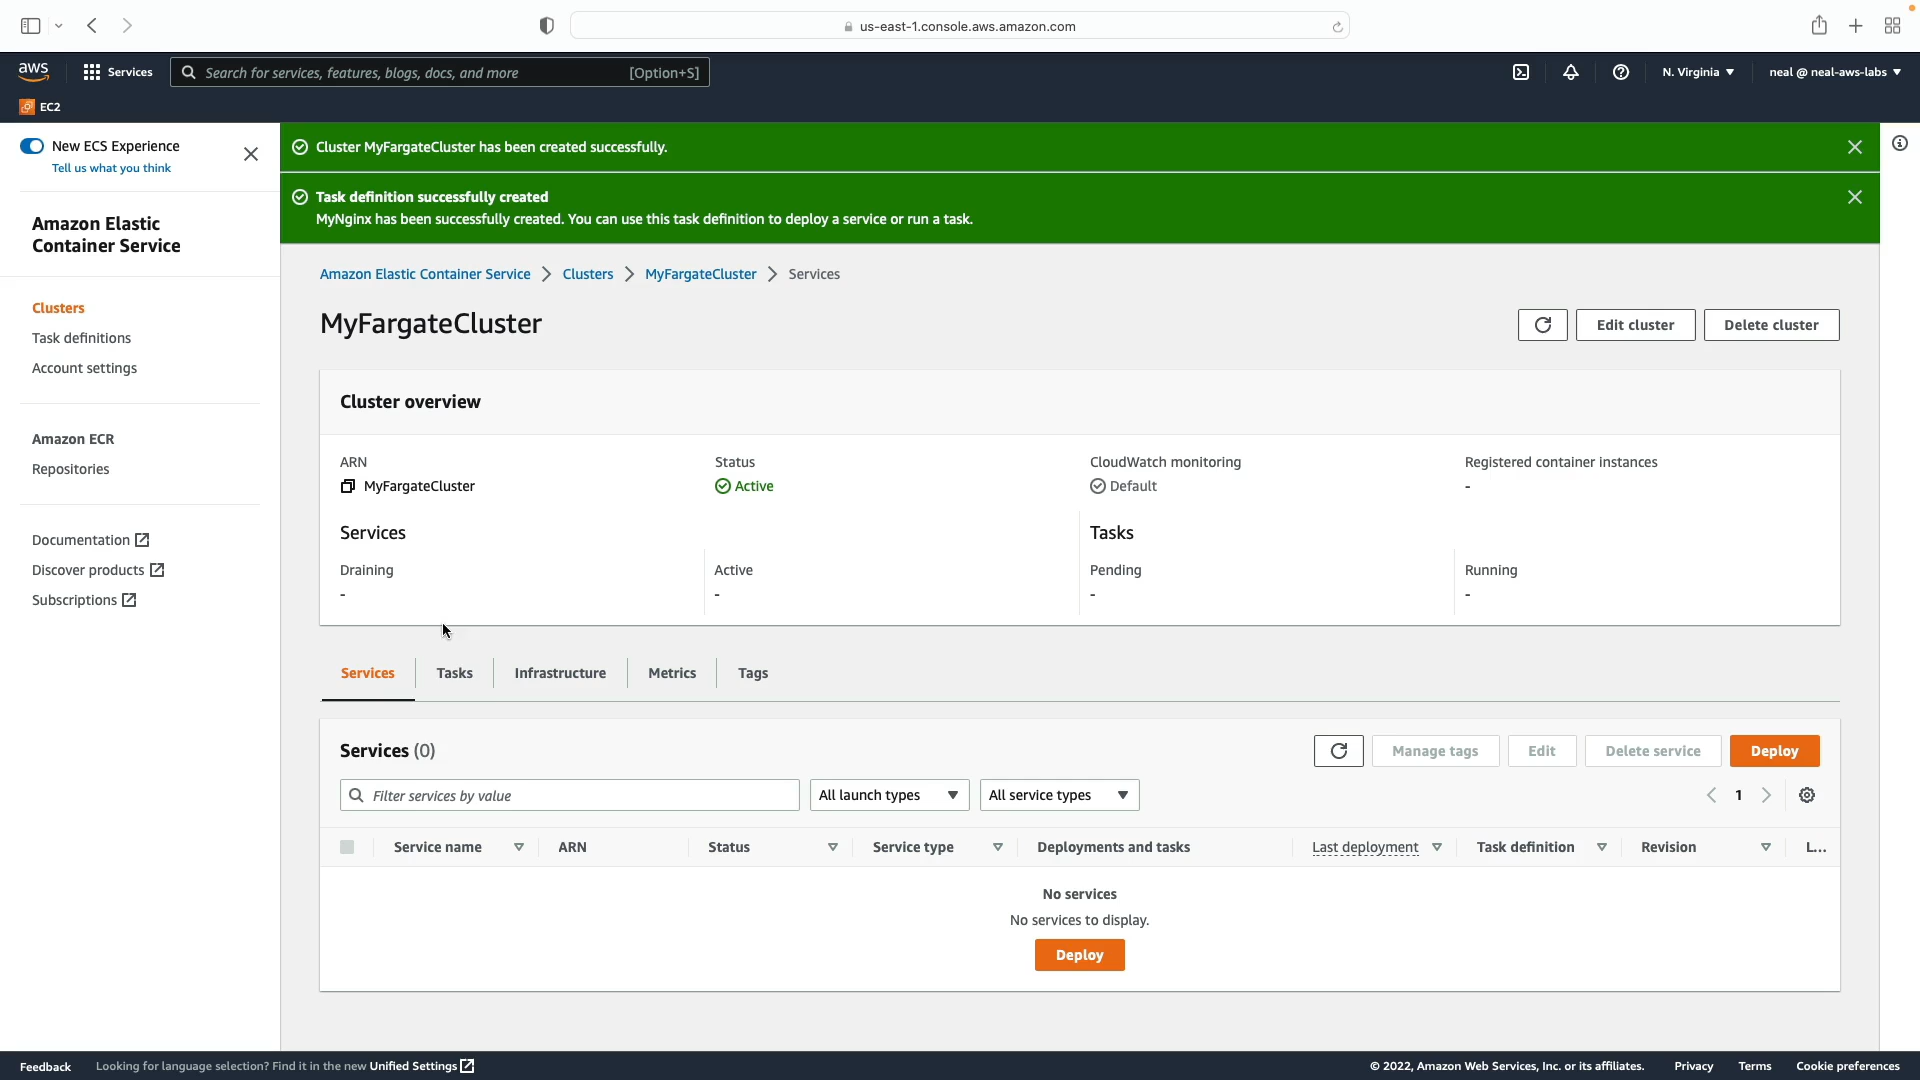 us-east-1.console.aws.amazon.com
aws
Services
Search for services, features, blogs, docs, and more
[Option+S]
N. Virginia
neal @ neal-aws-labs
EC2
New ECS Experience
Tell us what you think
Amazon Elastic
Container Service
Clusters
Task definitions
Account settings
Amazon ECR
Repositories
Documentation
Discover products
Subscriptions
Cluster MyFargateCluster has been created successfully.
Task definition successfully created
MyNginx has been successfully created. You can use this task definition to deploy a service or run a task.
Amazon Elastic Container Service
Clusters
MyFargateCluster
Services
MyFargateCluster
Edit cluster
Delete cluster
Cluster overview
ARN
MyFargateCluster
Status
Active
CloudWatch monitoring
Default
Registered container instances
-
Services
Draining
-
Active
-
Tasks
Pending
-
Running
-
Services
Tasks
Infrastructure
Metrics
Tags
Services (0)
Manage tags
Edit
Delete service
Deploy
Filter services by value
All launch types
All service types
1
Service name
ARN
Status
Service type
Deployments and tasks
Last deployment
Task definition
Revision
L...
No services
No services to display.
Deploy
Feedback
Looking for language selection? Find it in the new Unified Settings
© 2022, Amazon Web Services, Inc. or its affiliates.
Privacy
Terms
Cookie preferences